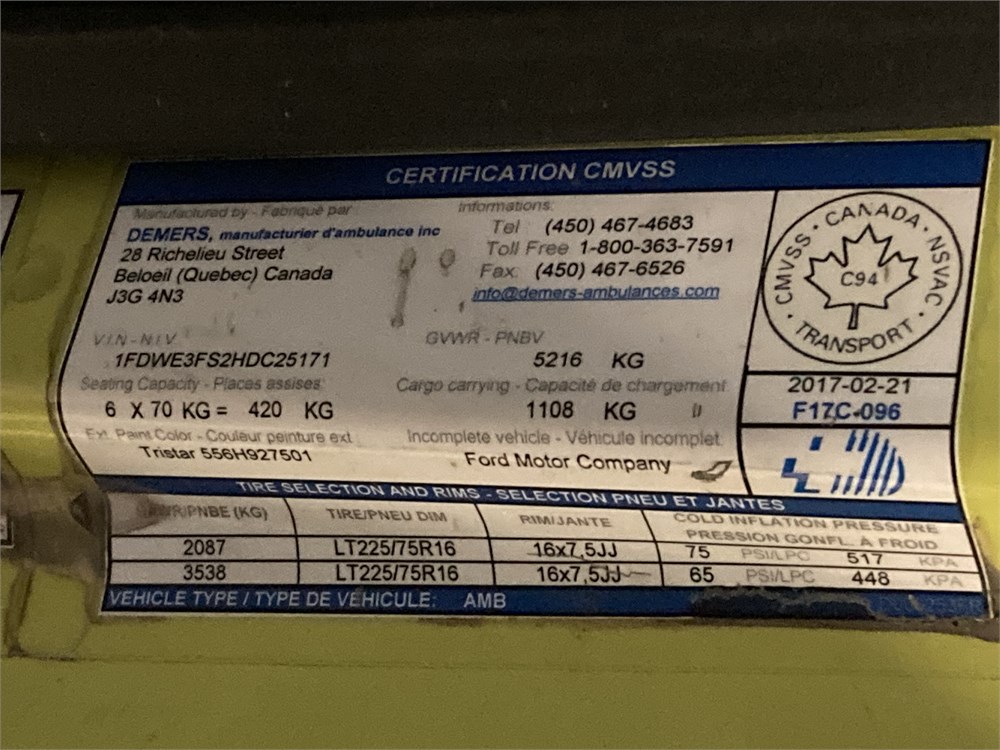 CERTIFICATION CMVSS
Manufactured by - Fabriqué par
DEMERS, manufacturier d'ambulance inc
28 Richelieu Street
Beloeil (Quebec) Canada
J3G 4N3
Informations:
Tel (450) 467-4683
Toll Free 1-800-363-7591
Fax: (450) 467-6526
info@demers-ambulances.com
CMVSS · CANADA · NSVAC · TRANSPORT ·
C94
V.I.N - N.I.V
1FDWE3FS2HDC25171
GVWR - PNBV
5216 KG
Seating Capacity - Places assises:
6 X 70 KG = 420 KG
Cargo carrying - Capacité de chargement
1108 KG
2017-02-21
F17C-096
Ext. Paint Color - Couleur peinture ext.
Tristar 556H927501
Incomplete vehicle - Véhicule incomplet
Ford Motor Company
TIRE SELECTION AND RIMS - SELECTION PNEU ET JANTES
(KG) TIRE/PNEU DIM RIM/JANTE COLD INFLATION PRESSURE
PRESSION GONFL. À FROID
2087 LT225/75R16 16x7,5JJ 75 PSI/LPC 517 KPA
3538 LT225/75R16 16x7,5JJ 65 PSI/LPC 448 KPA
VEHICLE TYPE / TYPE DE VÉHICULE: AMB